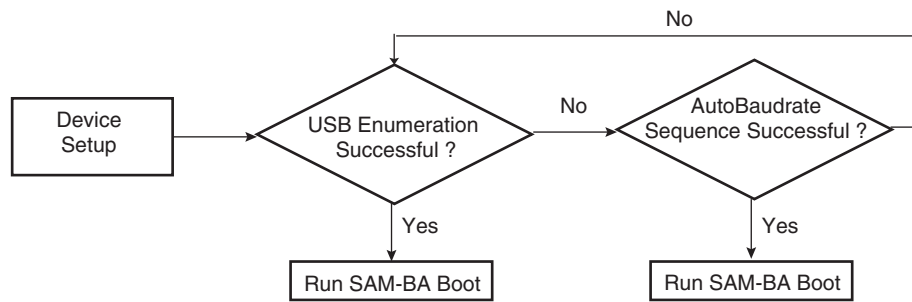 No
Device
Setup
USB Enumeration
Successful ?
No
AutoBaudrate
Sequence Successful ?
Yes
Yes
Run SAM-BA Boot
Run SAM-BA Boot